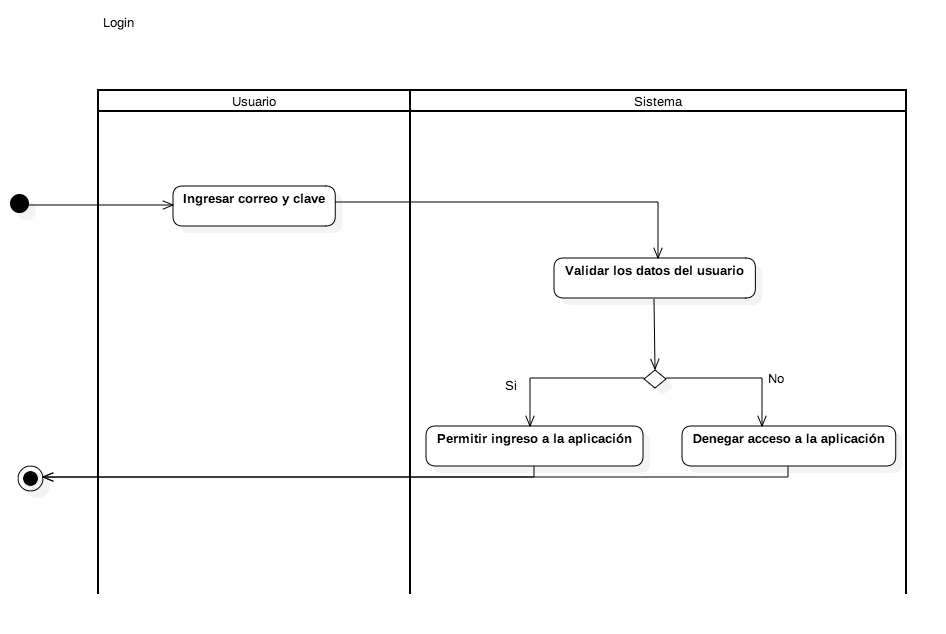 Login
Usuario
Sistema
Ingresar correo y clave
Validar los datos del usuario
Si
No
Permitir ingreso a la aplicación
Denegar acceso a la aplicación